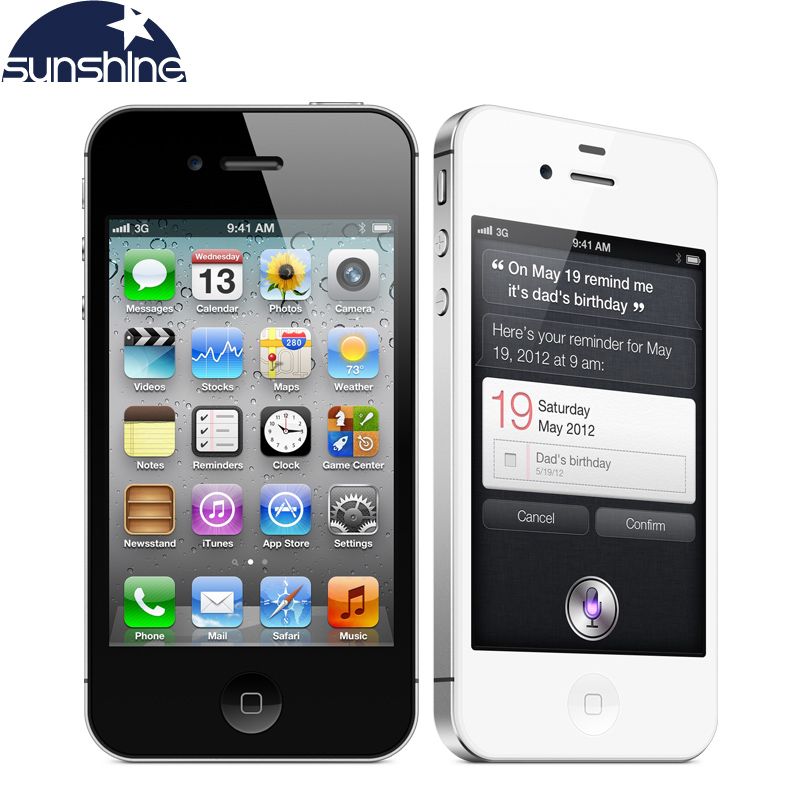 sunshine
3G 9:41 AM
Wednesday
13
280
73°
Messages Calendar Photos Camera
Videos Stocks Maps Weather
Notes Reminders Clock Game Center
Newsstand iTunes App Store Settings
Phone Mail Safari Music
3G 9:41 AM
“ On May 19 remind me
it's dad's birthday ”
Here's your reminder for May
19, 2012 at 9 am:
19 Saturday
May 2012
Dad's birthday
5/19/12
Cancel Confirm